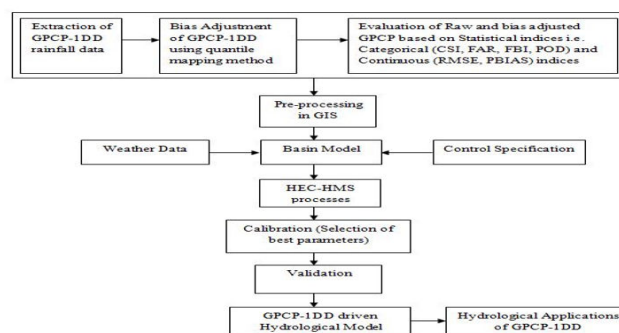 Extraction of
GPCP-1DD
rainfall data
Bias Adjustment
of GPCP-1DD
using quantile
mapping method
Evaluation of Raw and bias adjusted
GPCP based on Statistical indices i.e.
Categorical (CSI, FAR, FBI, POD) and
Continuous (RMSE, PBIAS) indices
Pre-processing
in GIS
Weather Data
Basin Model
Control Specification
HEC-HMS
processes
Calibration (Selection of
best parameters)
Validation
GPCP-1DD driven
Hydrological Model
Hydrological Applications
of GPCP-1DD